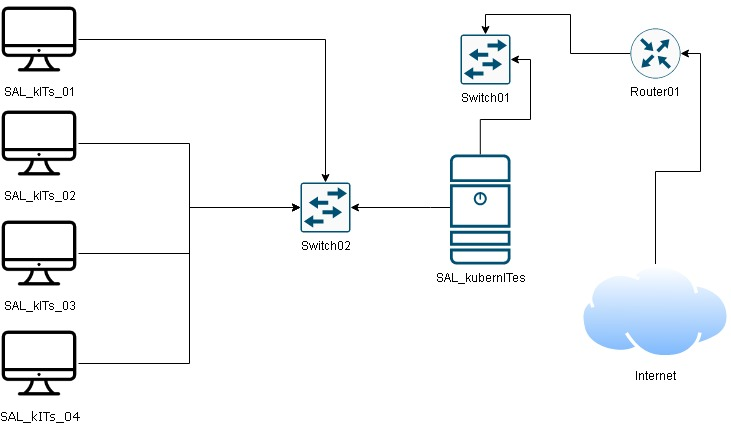 SAL_kITs_01
SAL_kITs_02
SAL_kITs_03
SAL_kITs_04
Switch02
SAL_kubernITes
Switch01
Router01
Internet